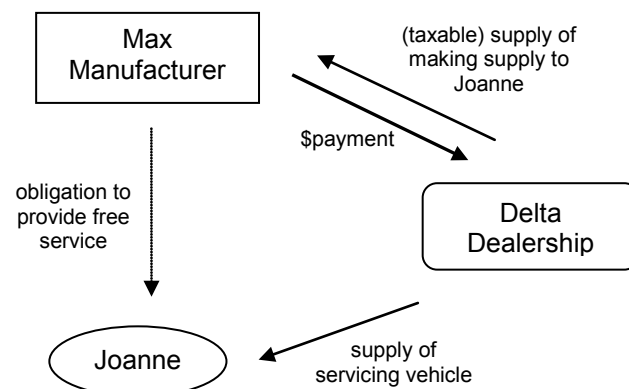 Max
Manufacturer
(taxable) supply of
making supply to
Joanne
$payment
obligation to
provide free
service
Delta
Dealership
Joanne
supply of
servicing vehicle